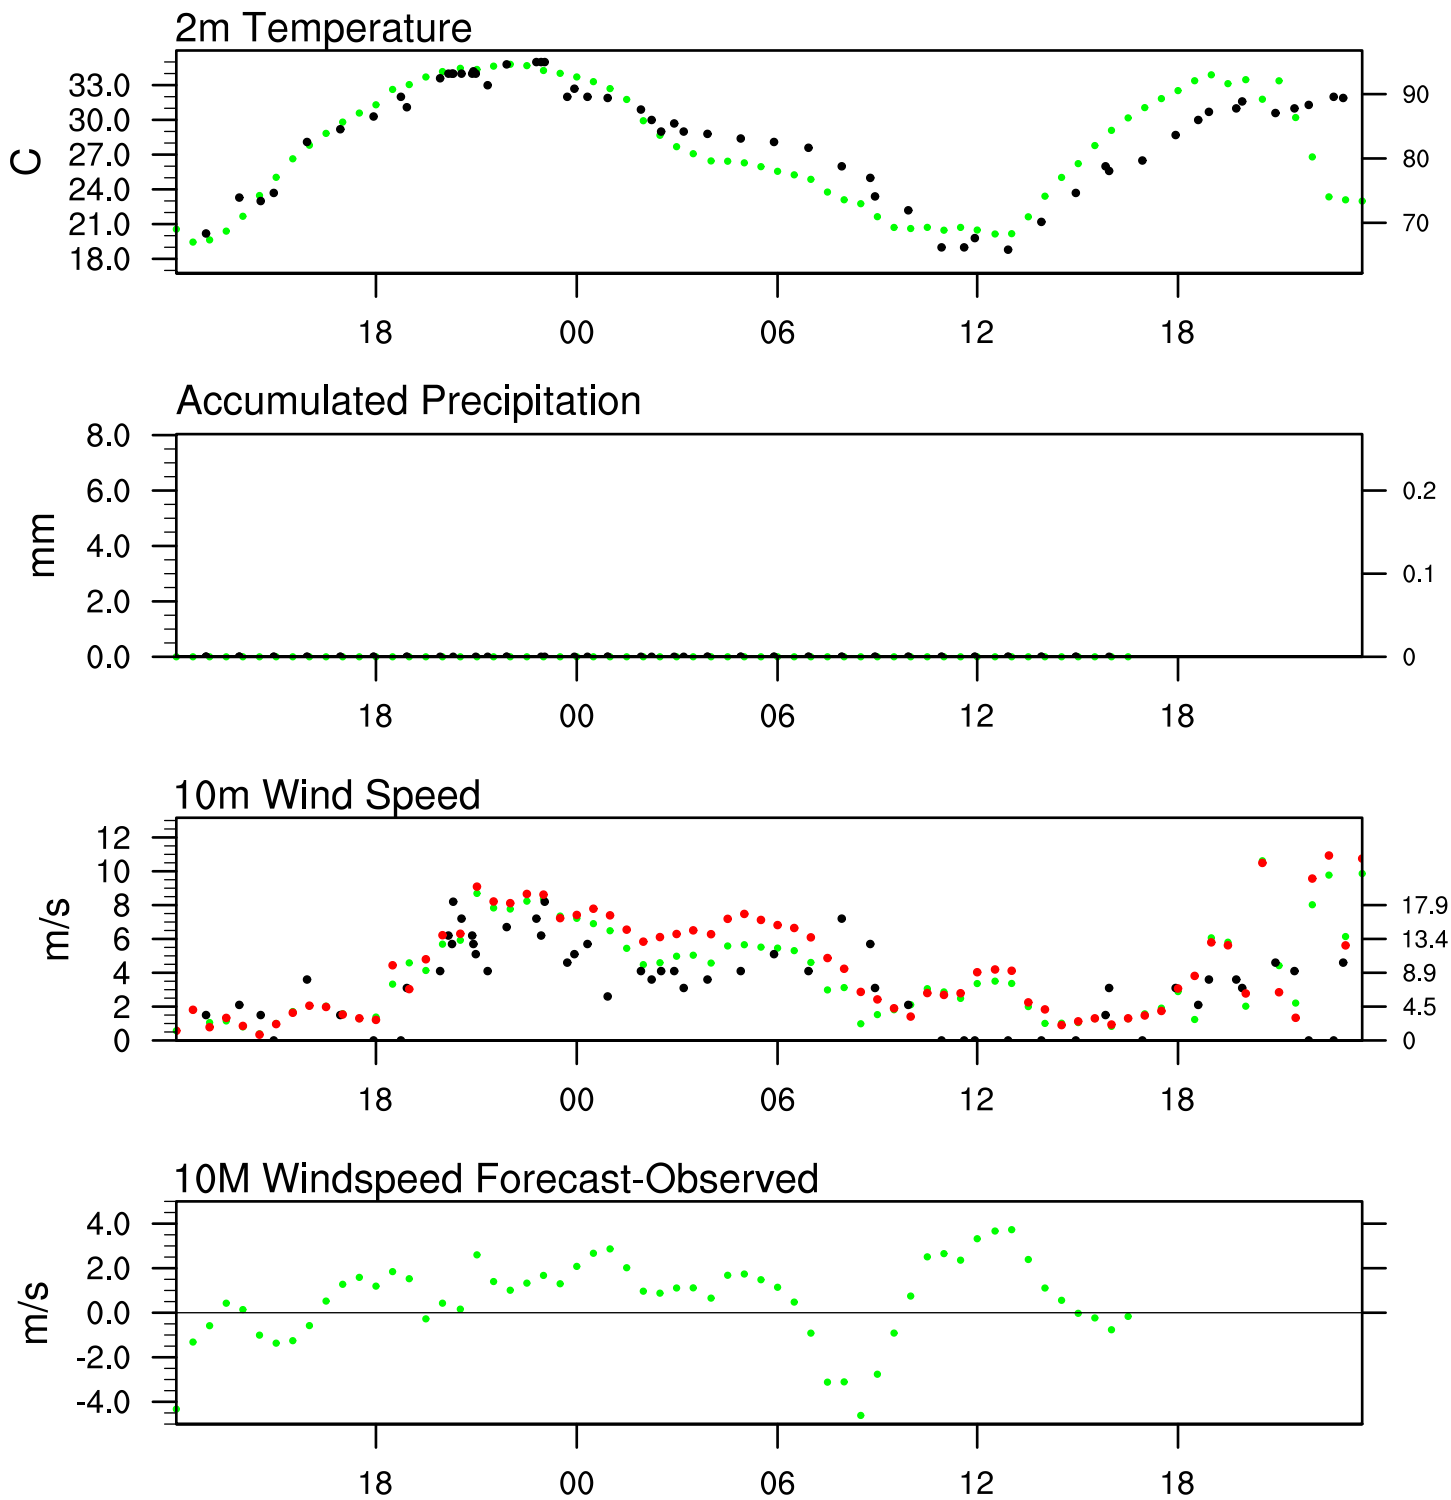 2m Temperature
C
33.0
30.0
27.0
24.0
21.0
18.0
90
80
70
18 00 06 12 18
Accumulated Precipitation
mm
8.0
6.0
4.0
2.0
0.0
0.2
0.1
0
18 00 06 12 18
10m Wind Speed
m/s
12
10
8
6
4
2
0
17.9
13.4
8.9
4.5
0
18 00 06 12 18
10M Windspeed Forecast-Observed
m/s
4.0
2.0
0.0
-2.0
-4.0
18 00 06 12 18